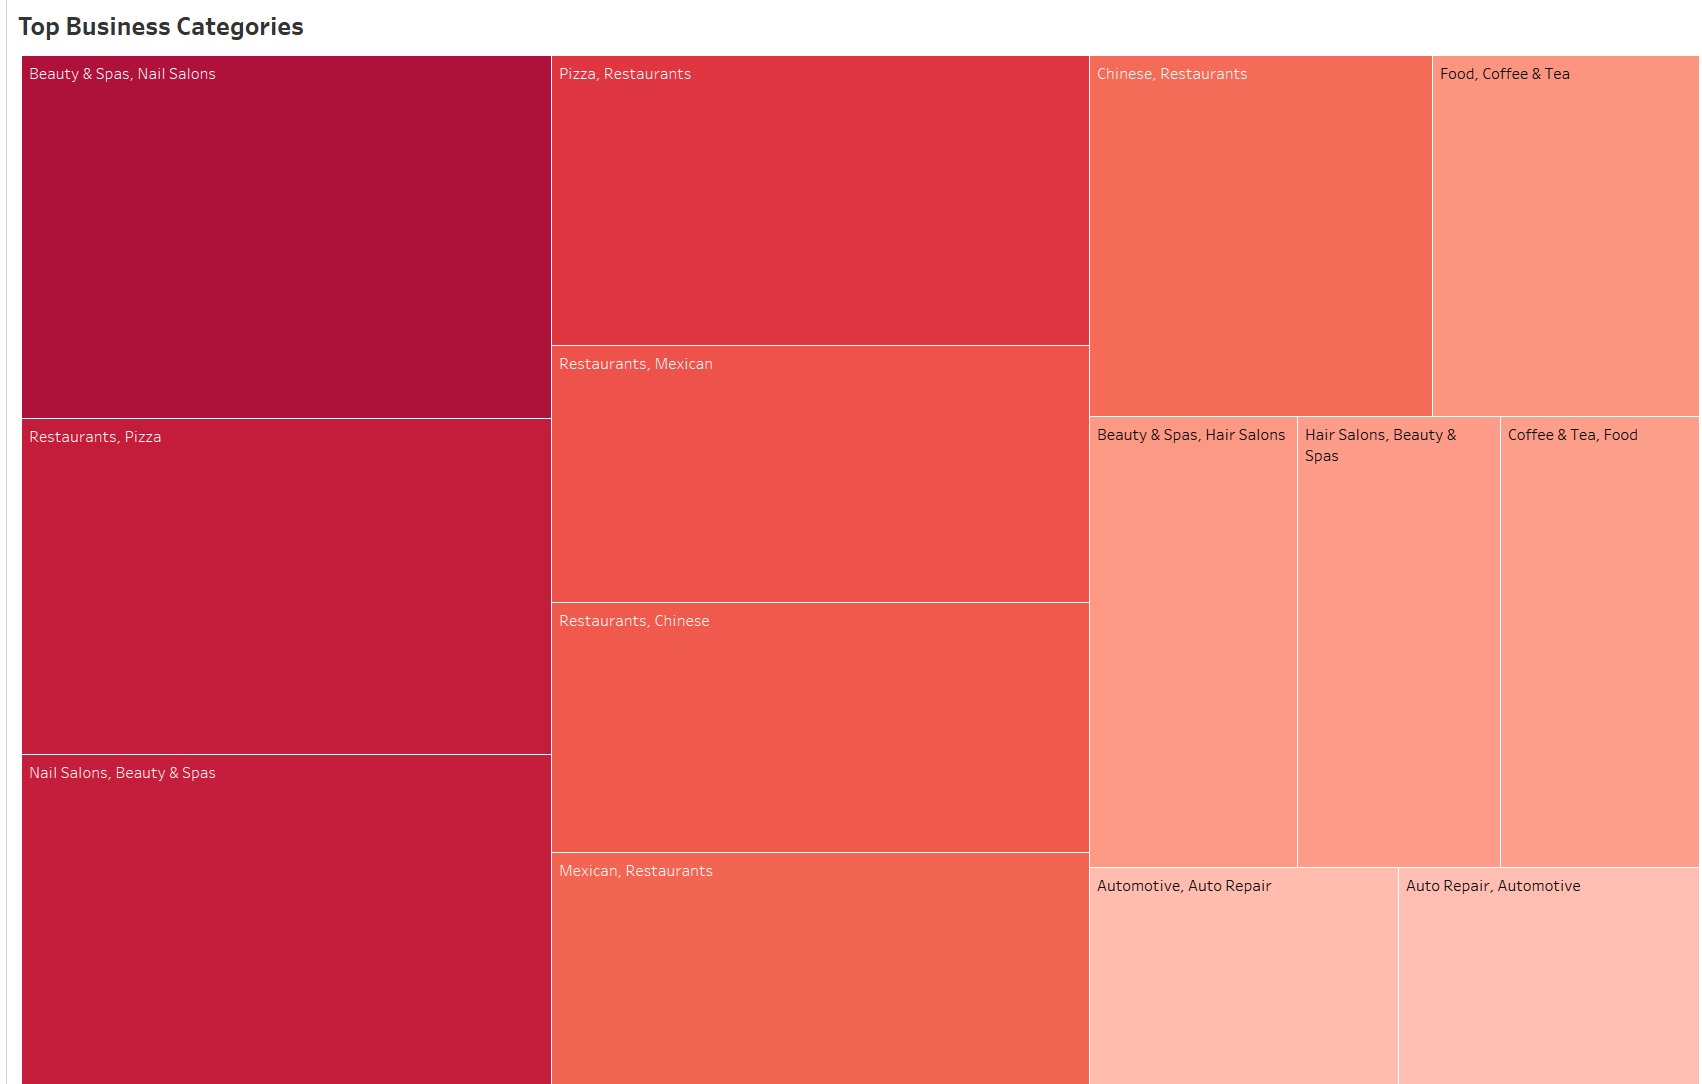 Top Business Categories
Beauty & Spas, Nail Salons
Restaurants, Pizza
Nail Salons, Beauty & Spas
Pizza, Restaurants
Restaurants, Mexican
Restaurants, Chinese
Mexican, Restaurants
Chinese, Restaurants
Food, Coffee & Tea
Beauty & Spas, Hair Salons
Hair Salons, Beauty &
Spas
Coffee & Tea, Food
Automotive, Auto Repair
Auto Repair, Automotive